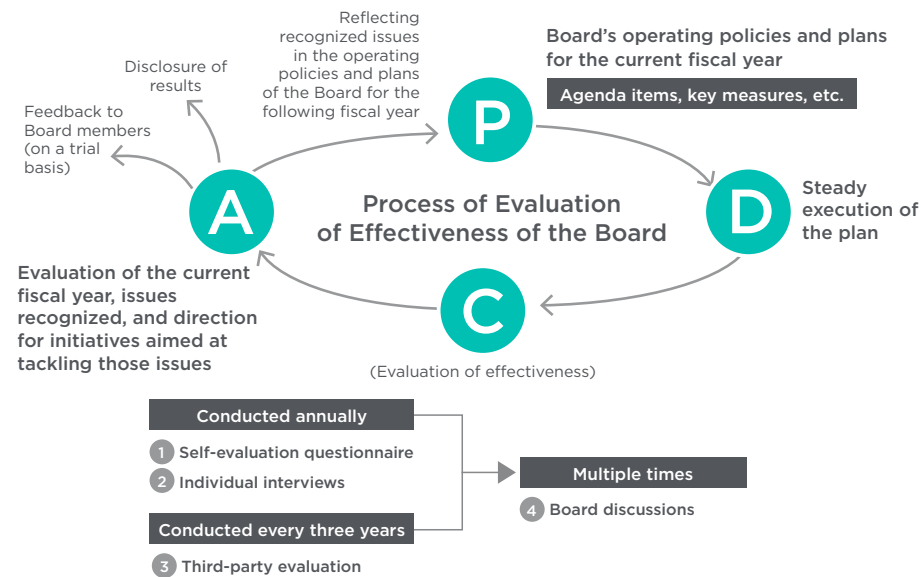 Reflecting
recognized issues
in the operating
policies and plans
of the Board for the
following fiscal year
Disclosure of
results
Feedback to
Board members
(on a trial
basis)
P
Board’s operating policies and plans
for the current fiscal year
Agenda items, key measures, etc.
A
Process of Evaluation
of Effectiveness of the Board
D
Steady
execution of
the plan
Evaluation of the current
fiscal year, issues
recognized, and direction
for initiatives aimed at
tackling those issues
C
(Evaluation of effectiveness)
Conducted annually
1 Self-evaluation questionnaire
2 Individual interviews
Conducted every three years
3 Third-party evaluation
Multiple times
4 Board discussions